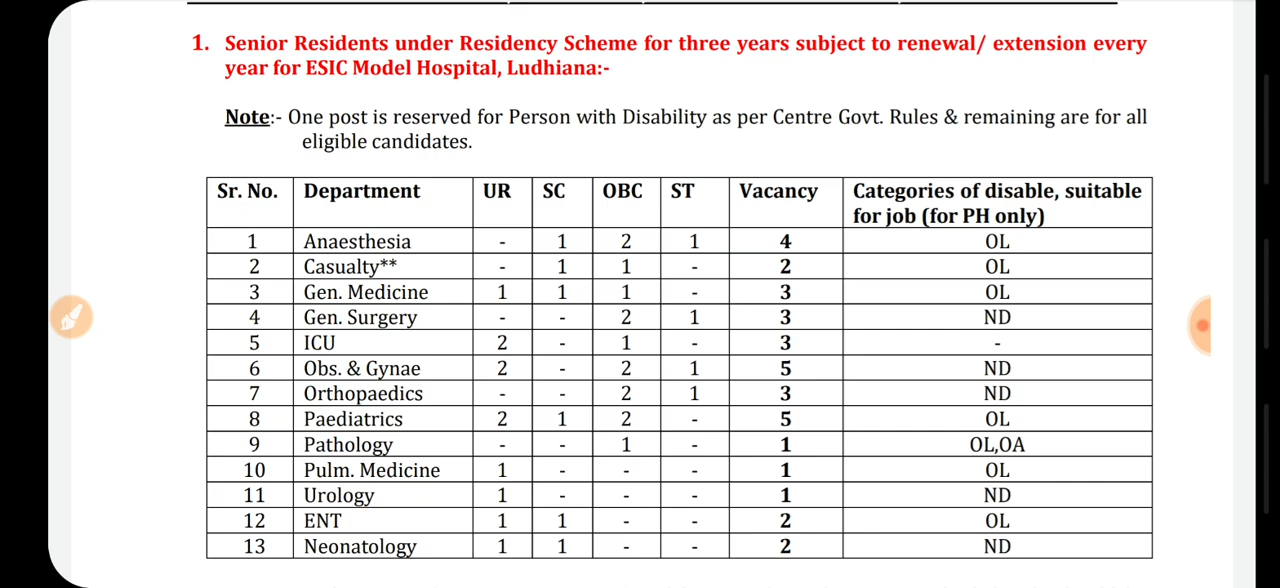 1. Senior Residents under Residency Scheme for three years subject to renewal/ extension every
year for ESIC Model Hospital, Ludhiana:-
Note:- One post is reserved for Person with Disability as per Centre Govt. Rules & remaining are for all
eligible candidates.
Sr. No. Department UR SC OBC ST Vacancy Categories of disable, suitable
for job (for PH only)
1 Anaesthesia - 1 2 1 4 OL
2 Casualty** - 1 1 - 2 OL
3 Gen. Medicine 1 1 1 - 3 OL
4 Gen. Surgery - - 2 1 3 ND
5 ICU 2 - 1 - 3 -
6 Obs. & Gynae 2 - 2 1 5 ND
7 Orthopaedics - - 2 1 3 ND
8 Paediatrics 2 1 2 - 5 OL
9 Pathology - - 1 - 1 OL,OA
10 Pulm. Medicine 1 - - - 1 OL
11 Urology 1 - - - 1 ND
12 ENT 1 1 - - 2 OL
13 Neonatology 1 1 - - 2 ND